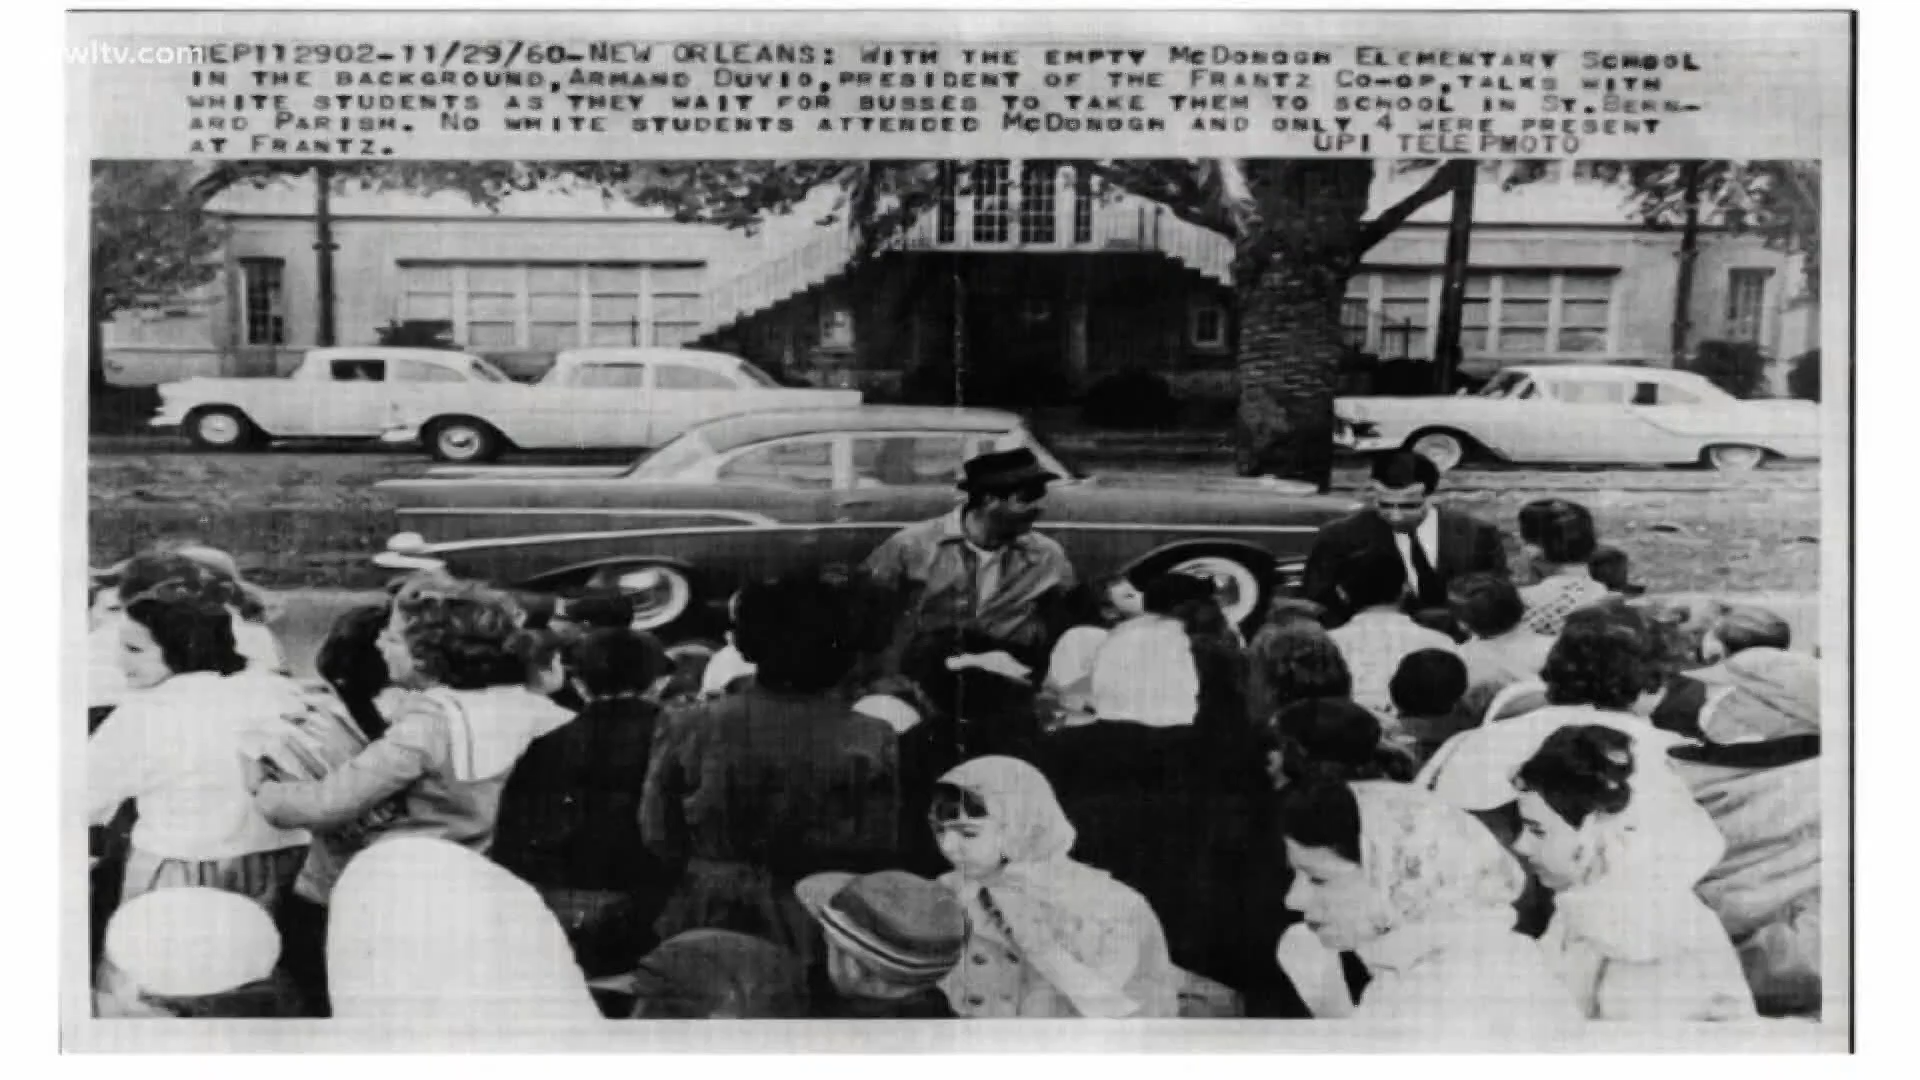 wltv.com
NEP112902-11/29/60-NEW ORLEANS: WITH THE EMPTY MCDONOGH ELEMENTARY SCHOOL
IN THE BACKGROUND, ARMAND DUVIO, PRESIDENT OF THE FRANTZ CO-OP, TALKS WITH
WHITE STUDENTS AS THEY WAIT FOR BUSSES TO TAKE THEM TO SCHOOL IN ST. BERN-
ARD PARISH. NO WHITE STUDENTS ATTENDED MCDONOGH AND ONLY 4 WERE PRESENT
AT FRANTZ. UPI TELEPHOTO